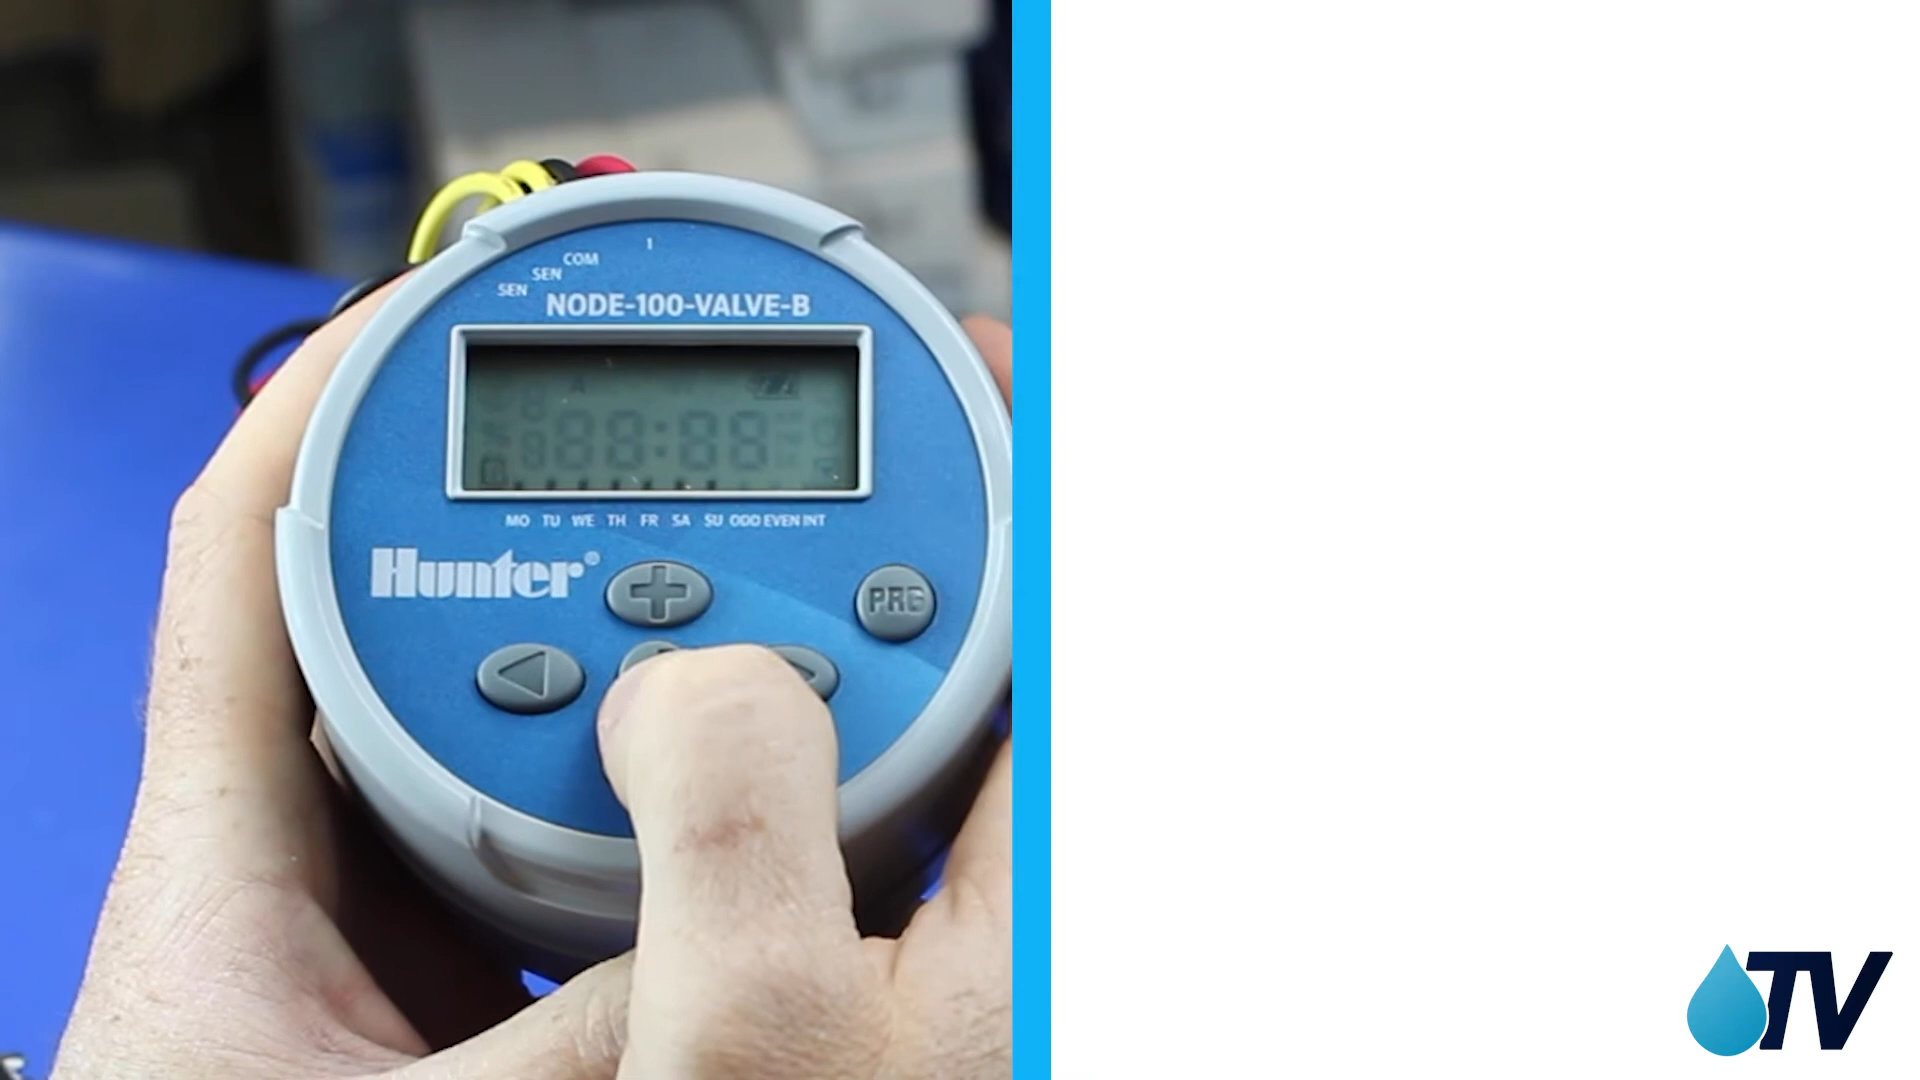 1
COM
SEN
SEN
NODE-100-VALVE-B
A
88:88
MO TU WE TH FR SA SU ODD EVEN INT
Hunter®
PRG
TV